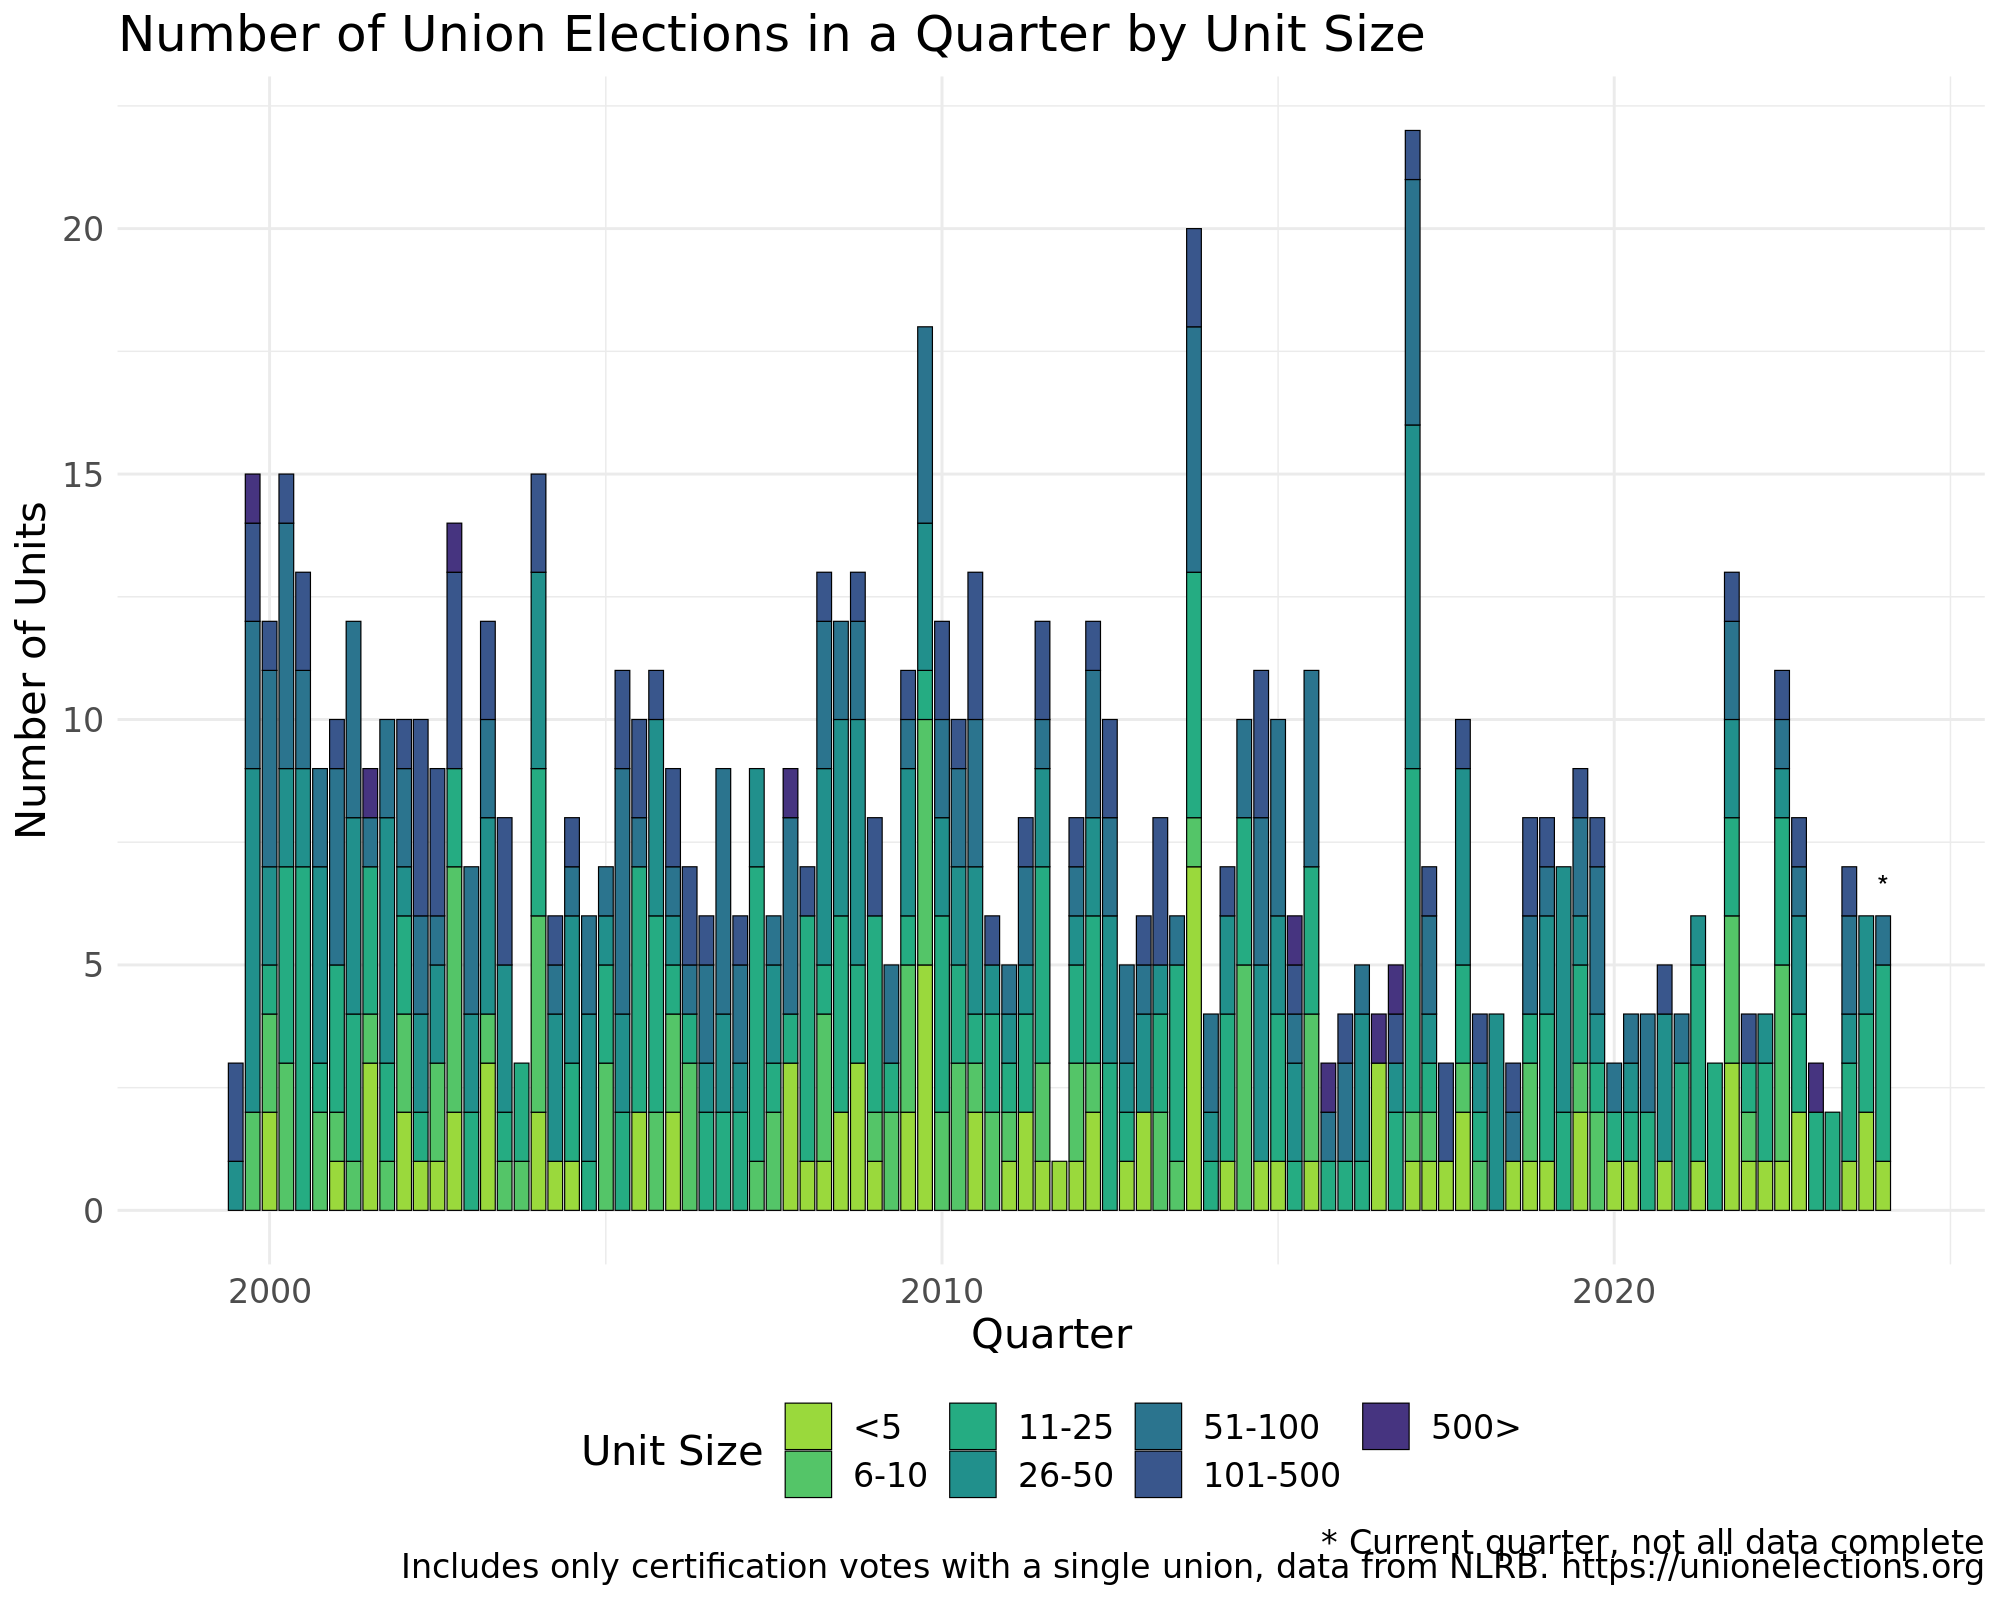 Number of Union Elections in a Quarter by Unit Size
Number of Units
20
15
10
5
0
*
2000 2010 2020
Quarter
Unit Size
<5 11-25 51-100 500>
6-10 26-50 101-500
* Current quarter, not all data complete
Includes only certification votes with a single union, data from NLRB. https://unionelections.org